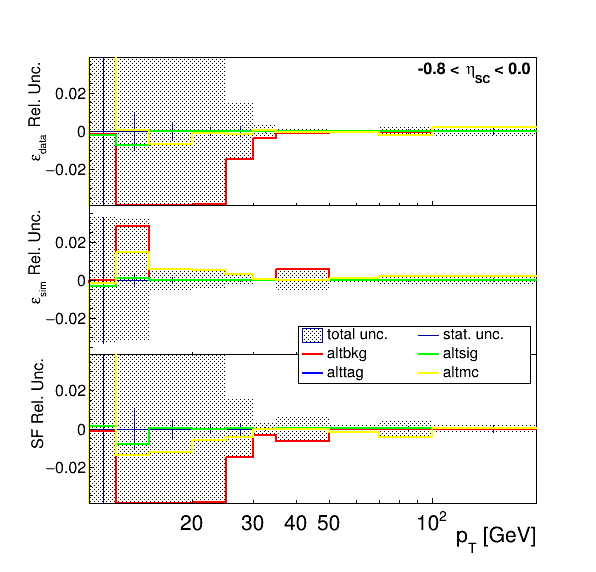 -0.8 < η_SC < 0.0
ε_data Rel. Unc.
0.02
0
−0.02
ε_sim Rel. Unc.
0.02
0
−0.02
total unc. stat. unc.
altbkg altsig
alttag altmc
SF Rel. Unc.
0.02
0
−0.02
20 30 40 50 10²
p_T [GeV]